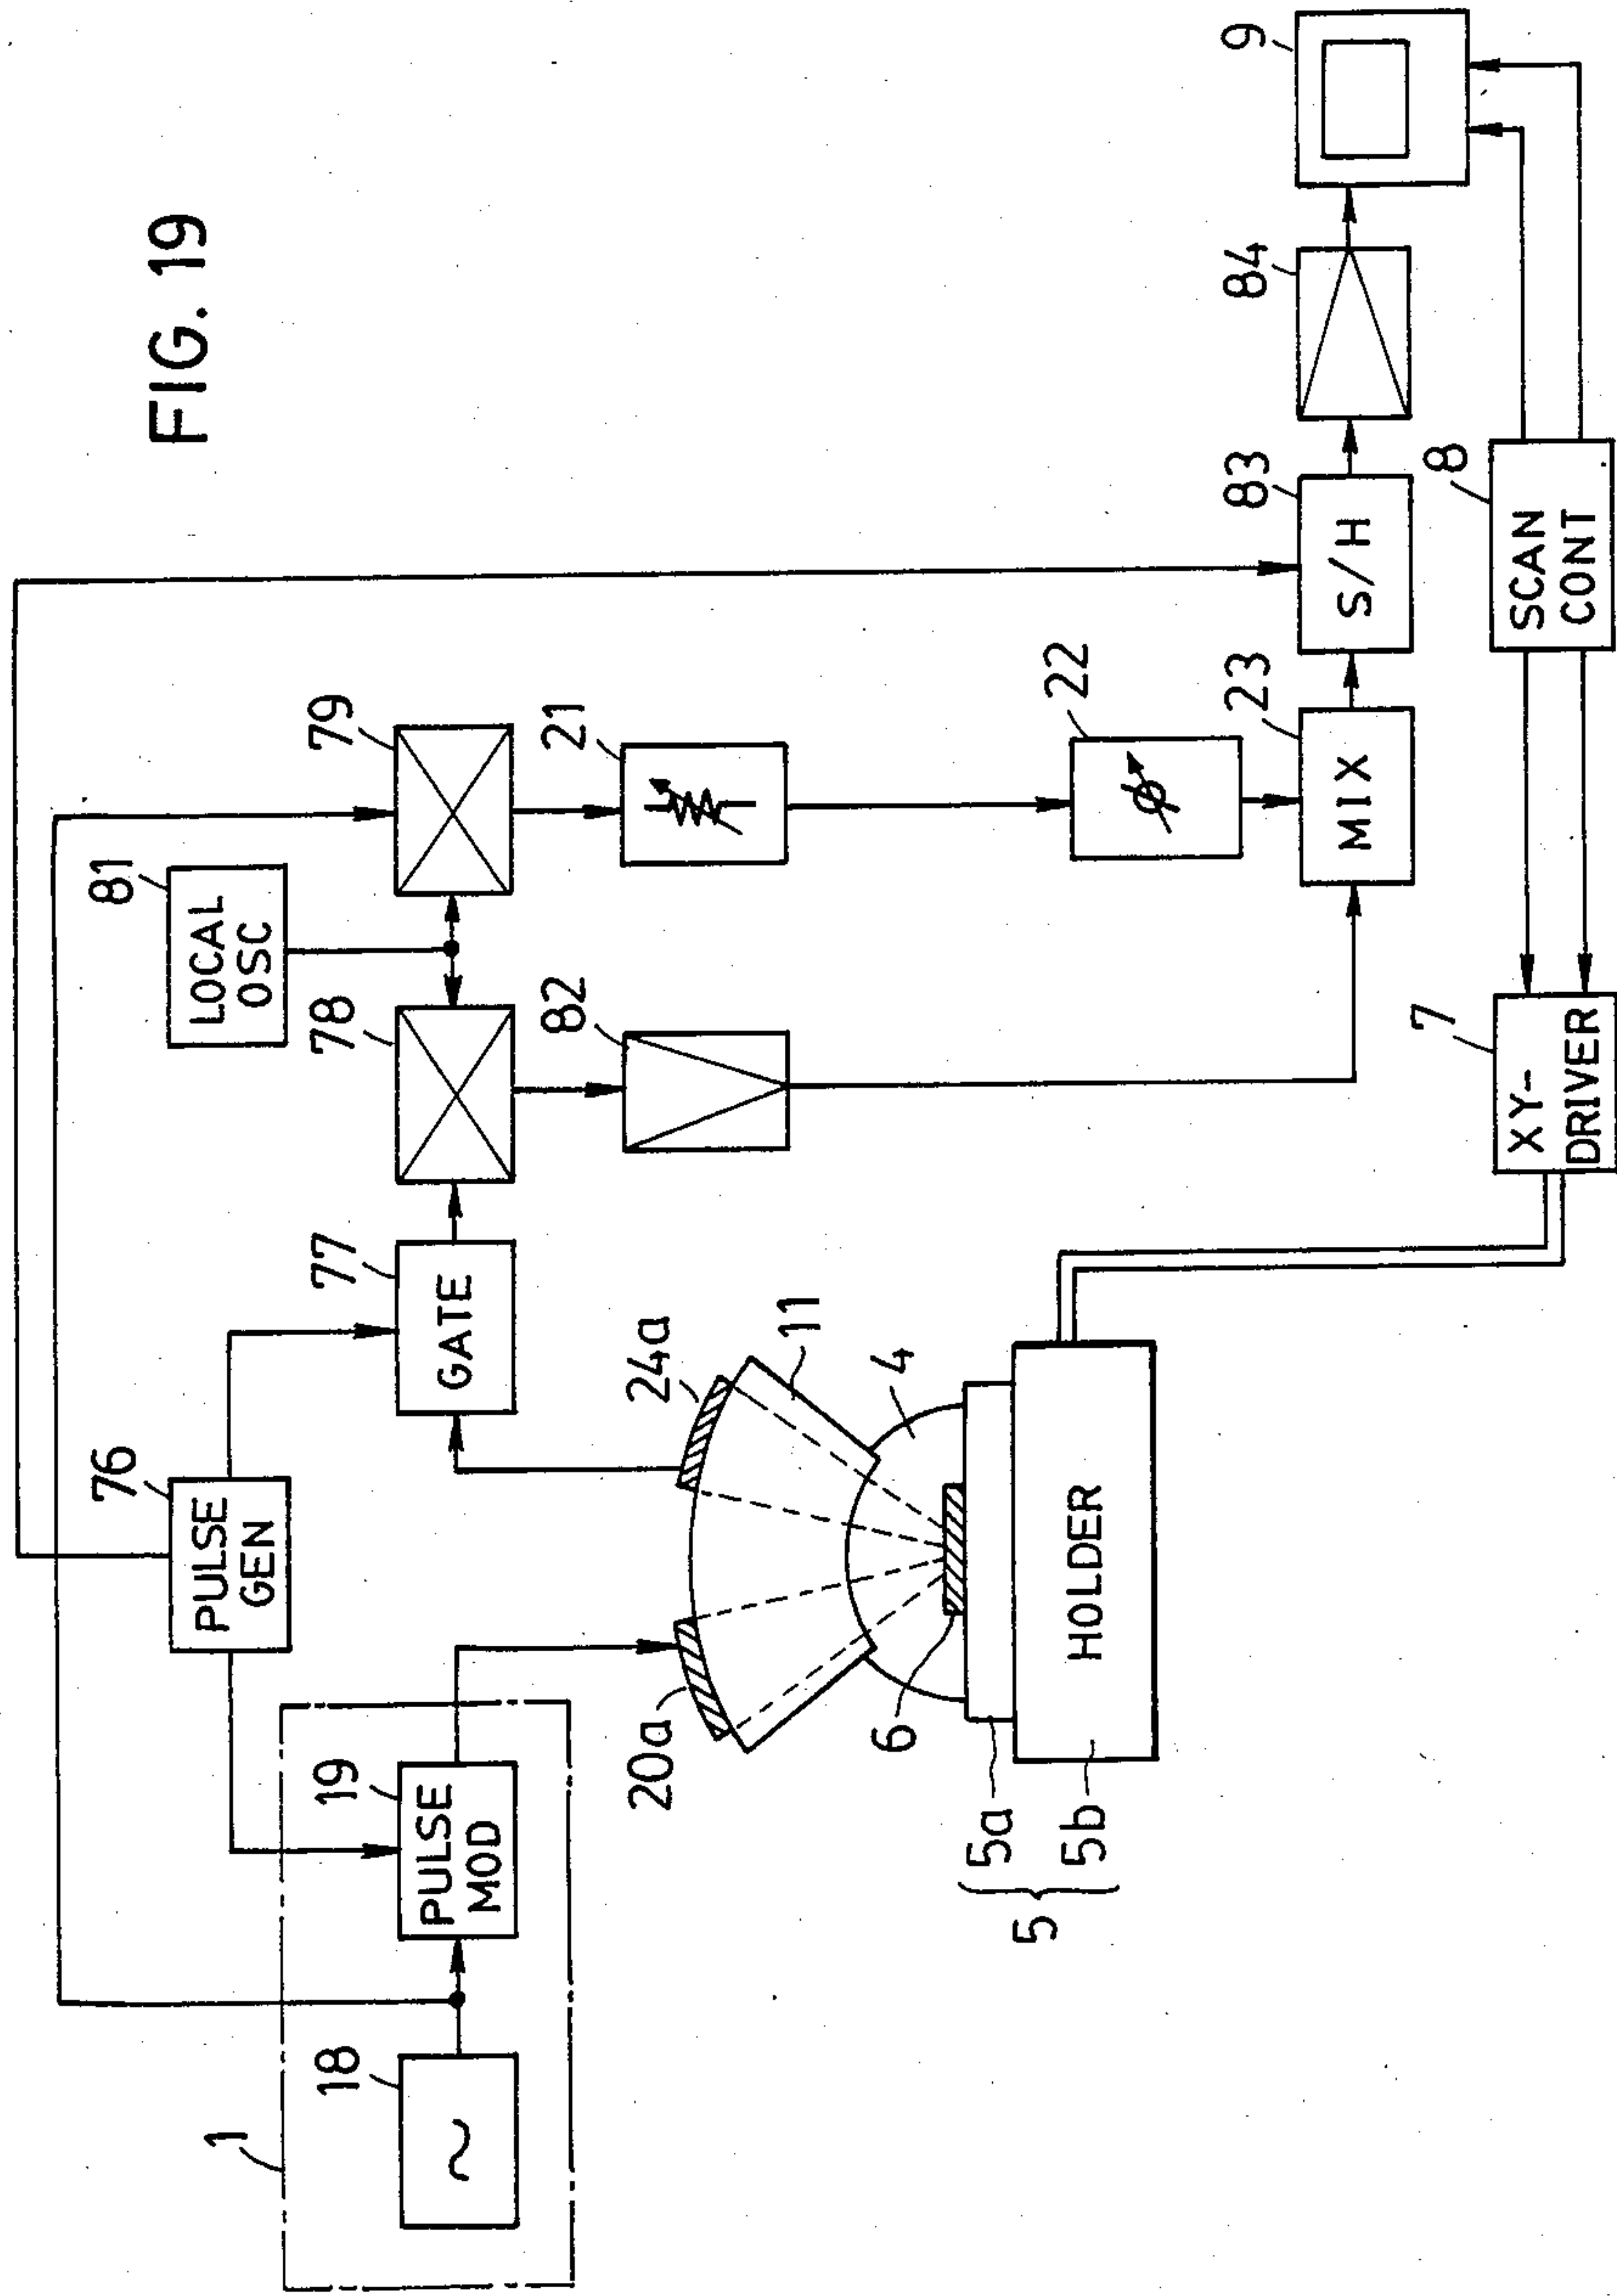 FIG. 19
1
18
19
PULSE
MOD
76
PULSE
GEN
77
GATE
78
79
81
LOCAL
OSC
82
21
22
ϕ
23
MIX
83
S/H
84
9
20a
24a
11
4
6
5a
5b
5
HOLDER
7
XY-
DRIVER
8
SCAN
CONT